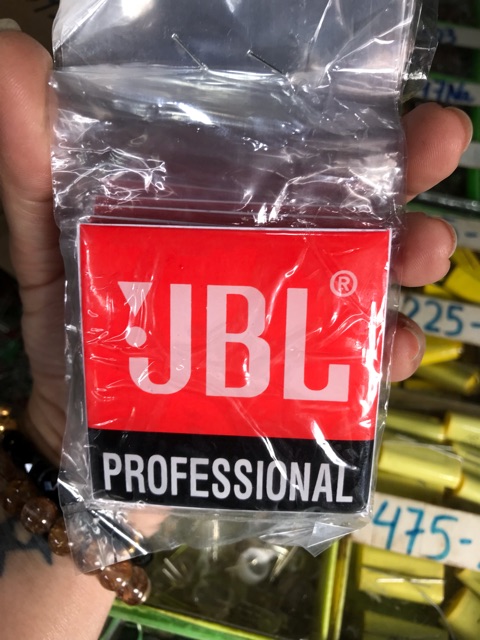 JBL®
PROFESSIONAL
225-
475-